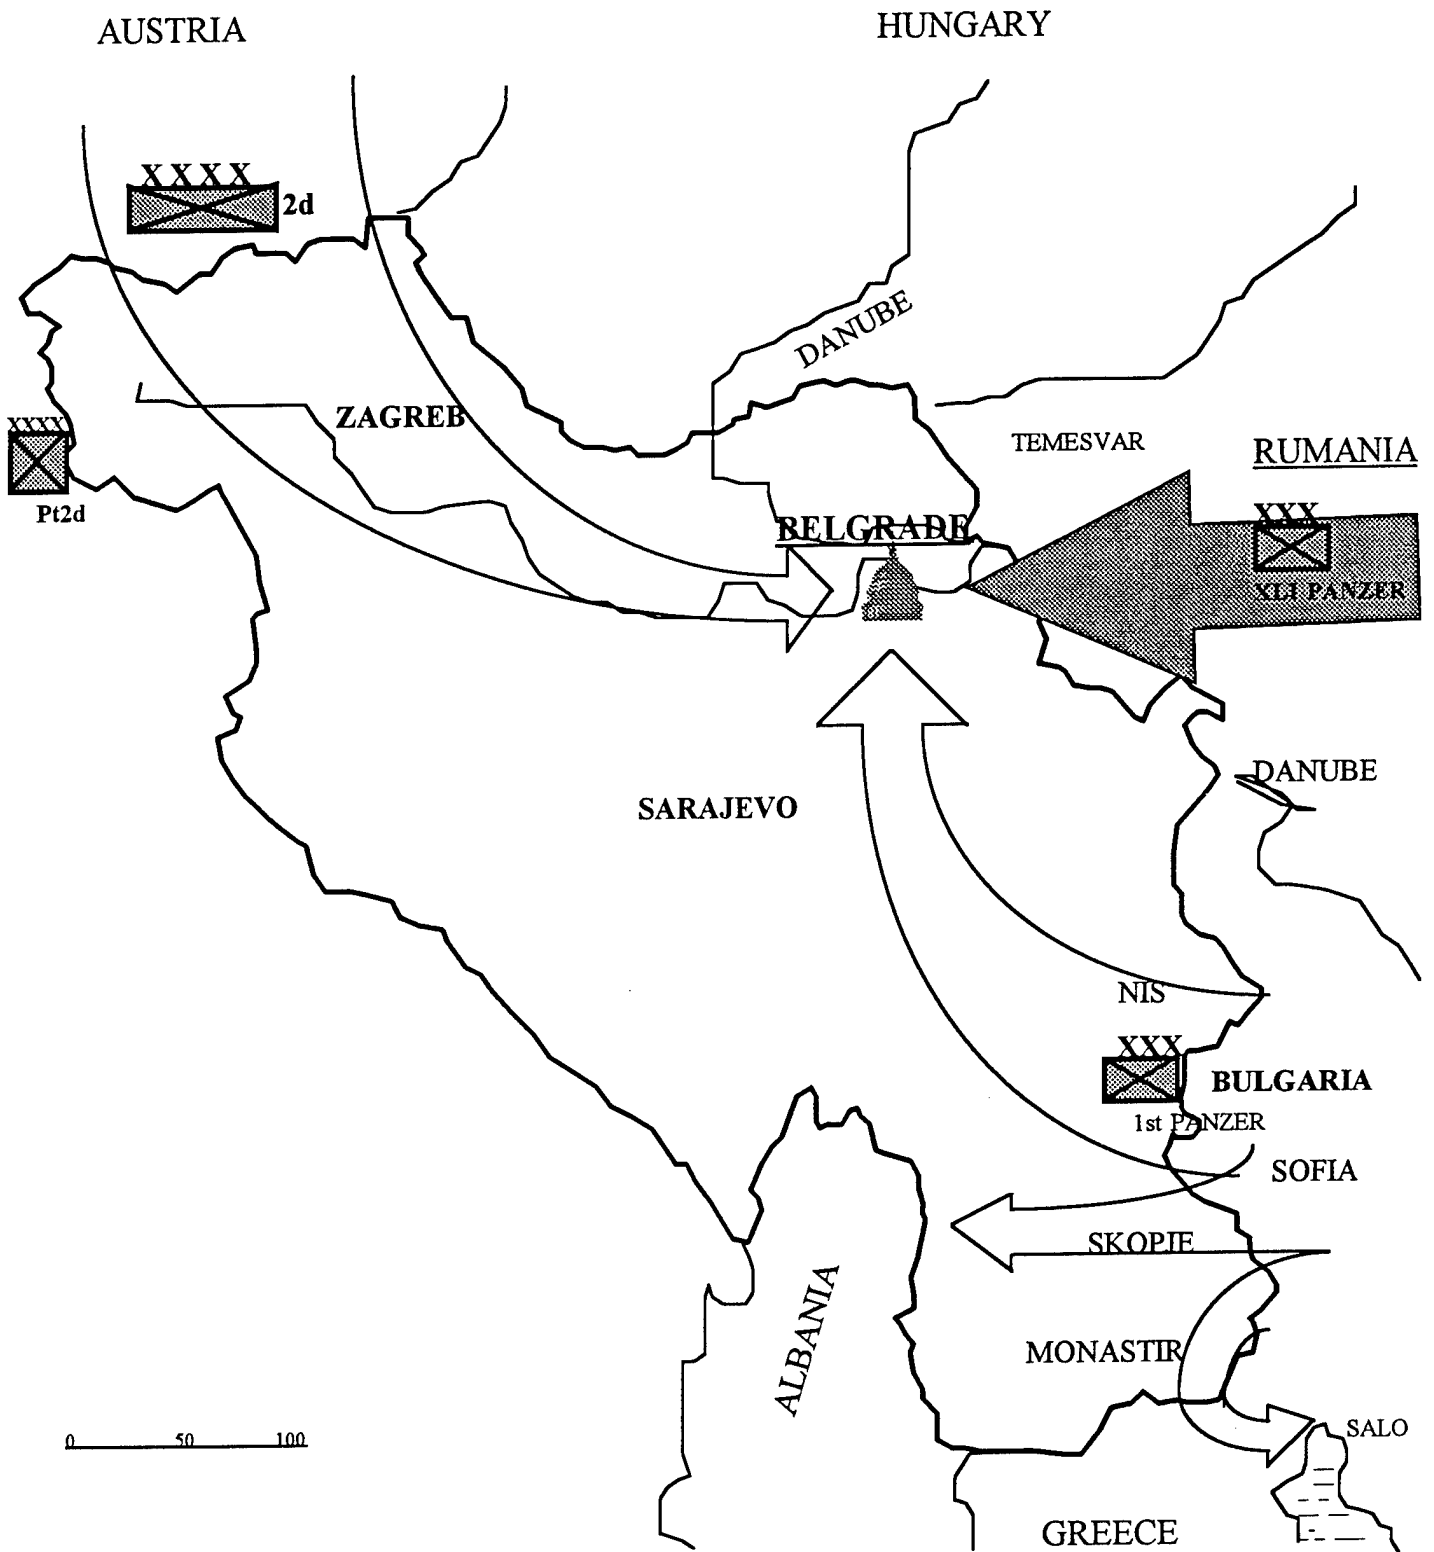 AUSTRIA
HUNGARY
X X X X
2d
DANUBE
XXXX
Pt2d
ZAGREB
TEMESVAR
RUMANIA
XXX
XLI PANZER
BELGRADE
DANUBE
SARAJEVO
NIS
XXX
BULGARIA
1st PANZER
SOFIA
SKOPJE
ALBANIA
MONASTIR
SALO
0 50 100
GREECE